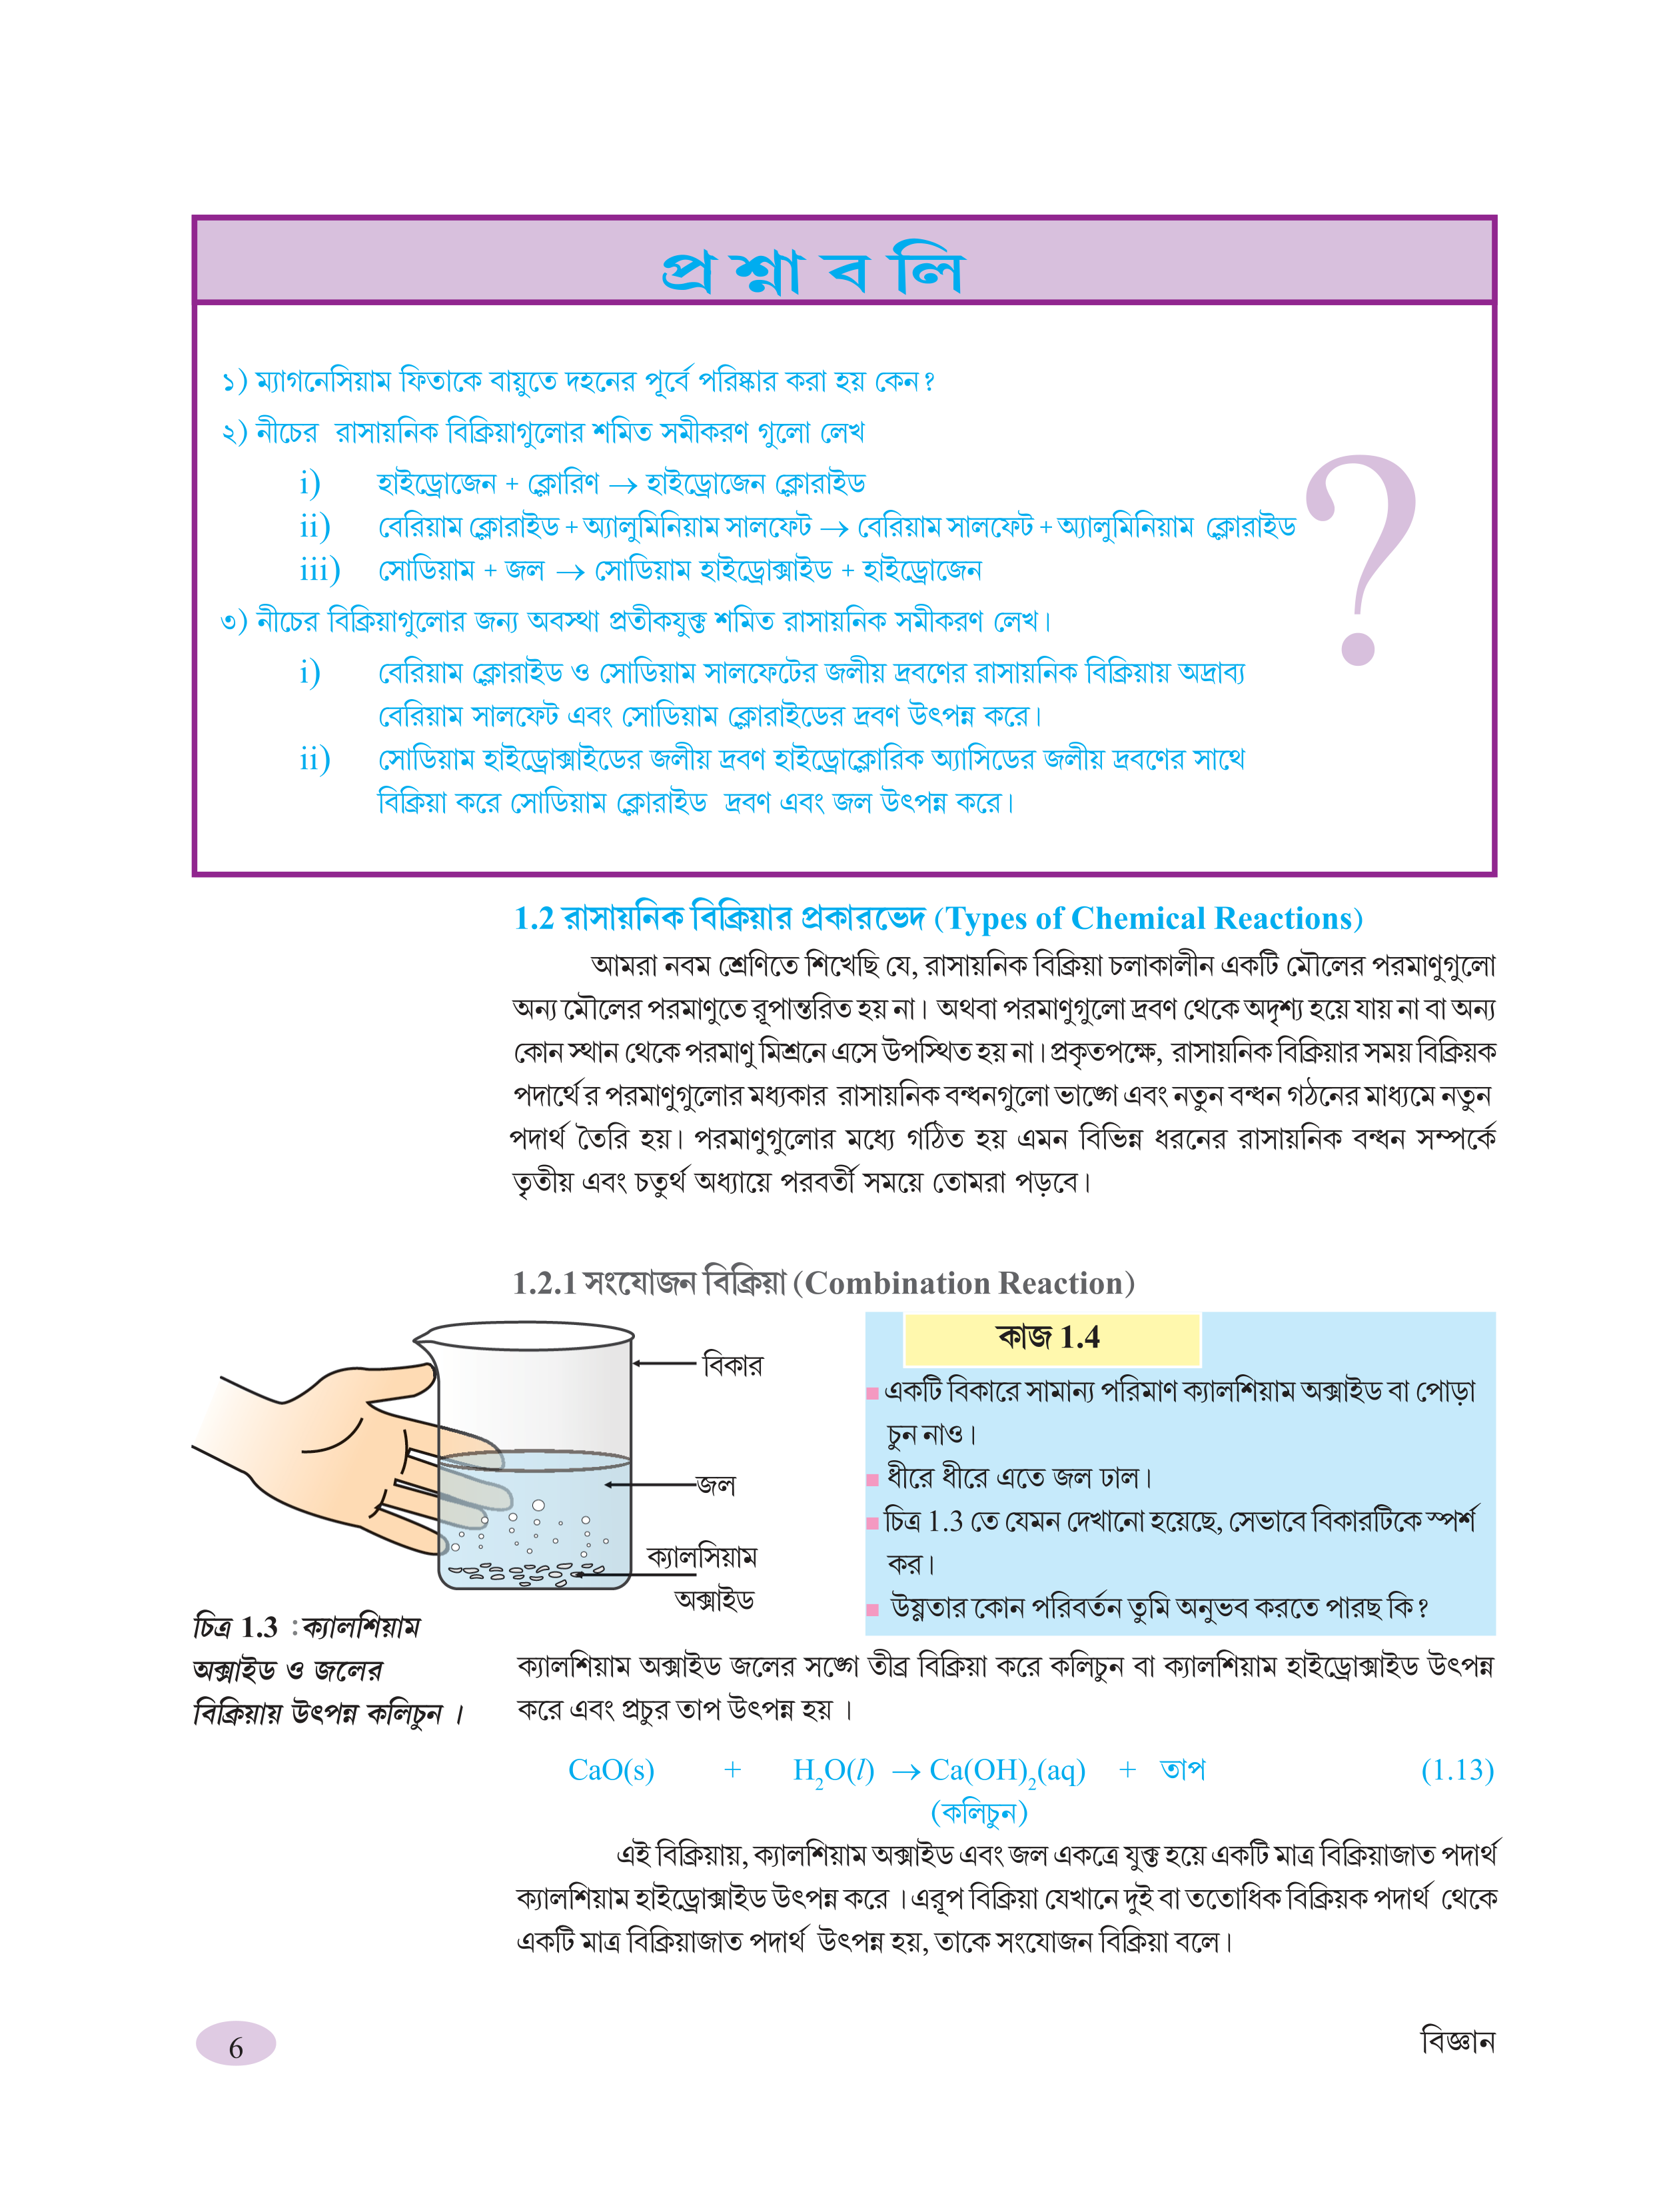 প্রশ্নাবলি
১) ম্যাগনেসিয়াম ফিতাকে বায়ুতে দহনের পূর্বে পরিষ্কার করা হয় কেন?
২) নীচের রাসায়নিক বিক্রিয়াগুলোর শমিত সমীকরণ গুলো লেখ
i) হাইড্রোজেন + ক্লোরিণ → হাইড্রোজেন ক্লোরাইড
ii) বেরিয়াম ক্লোরাইড + অ্যালুমিনিয়াম সালফেট → বেরিয়াম সালফেট + অ্যালুমিনিয়াম ক্লোরাইড
iii) সোডিয়াম + জল → সোডিয়াম হাইড্রোক্সাইড + হাইড্রোজেন
৩) নীচের বিক্রিয়াগুলোর জন্য অবস্থা প্রতীকযুক্ত শমিত রাসায়নিক সমীকরণ লেখ।
?
i) বেরিয়াম ক্লোরাইড ও সোডিয়াম সালফেটের জলীয় দ্রবণের রাসায়নিক বিক্রিয়ায় অদ্রাব্য
বেরিয়াম সালফেট এবং সোডিয়াম ক্লোরাইডের দ্রবণ উৎপন্ন করে।
ii) সোডিয়াম হাইড্রোক্সাইডের জলীয় দ্রবণ হাইড্রোক্লোরিক অ্যাসিডের জলীয় দ্রবণের সাথে
বিক্রিয়া করে সোডিয়াম ক্লোরাইড দ্রবণ এবং জল উৎপন্ন করে।
1.2 রাসায়নিক বিক্রিয়ার প্রকারভেদ (Types of Chemical Reactions)
আমরা নবম শ্রেণিতে শিখেছি যে, রাসায়নিক বিক্রিয়া চলাকালীন একটি মৌলের পরমাণুগুলো
অন্য মৌলের পরমাণুতে রূপান্তরিত হয় না। অথবা পরমাণুগুলো দ্রবণ থেকে অদৃশ্য হয়ে যায় না বা অন্য
কোন স্থান থেকে পরমাণু মিশ্রনে এসে উপস্থিত হয় না। প্রকৃতপক্ষে, রাসায়নিক বিক্রিয়ার সময় বিক্রিয়ক
পদার্থের পরমাণুগুলোর মধ্যকার রাসায়নিক বন্ধনগুলো ভাঙ্গে এবং নতুন বন্ধন গঠনের মাধ্যমে নতুন
পদার্থ তৈরি হয়। পরমাণুগুলোর মধ্যে গঠিত হয় এমন বিভিন্ন ধরনের রাসায়নিক বন্ধন সম্পর্কে
তৃতীয় এবং চতুর্থ অধ্যায়ে পরবর্তী সময়ে তোমরা পড়বে।
1.2.1 সংযোজন বিক্রিয়া (Combination Reaction)
বিকার
জল
ক্যালসিয়াম
অক্সাইড
চিত্র 1.3 : ক্যালশিয়াম
অক্সাইড ও জলের
বিক্রিয়ায় উৎপন্ন কলিচুন ।
কাজ 1.4
একটি বিকারে সামান্য পরিমাণ ক্যালশিয়াম অক্সাইড বা পোড়া
চুন নাও।
ধীরে ধীরে এতে জল ঢাল।
চিত্র 1.3 তে যেমন দেখানো হয়েছে, সেভাবে বিকারটিকে স্পর্শ
কর।
উষ্ণতার কোন পরিবর্তন তুমি অনুভব করতে পারছ কি?
ক্যালশিয়াম অক্সাইড জলের সঙ্গে তীব্র বিক্রিয়া করে কলিচুন বা ক্যালশিয়াম হাইড্রোক্সাইড উৎপন্ন
করে এবং প্রচুর তাপ উৎপন্ন হয় ।
CaO(s) + H₂O(l) → Ca(OH)₂(aq) + তাপ (1.13)
(কলিচুন)
এই বিক্রিয়ায়, ক্যালশিয়াম অক্সাইড এবং জল একত্রে যুক্ত হয়ে একটি মাত্র বিক্রিয়াজাত পদার্থ
ক্যালশিয়াম হাইড্রোক্সাইড উৎপন্ন করে । এরূপ বিক্রিয়া যেখানে দুই বা ততোধিক বিক্রিয়ক পদার্থ থেকে
একটি মাত্র বিক্রিয়াজাত পদার্থ উৎপন্ন হয়, তাকে সংযোজন বিক্রিয়া বলে।
6
বিজ্ঞান